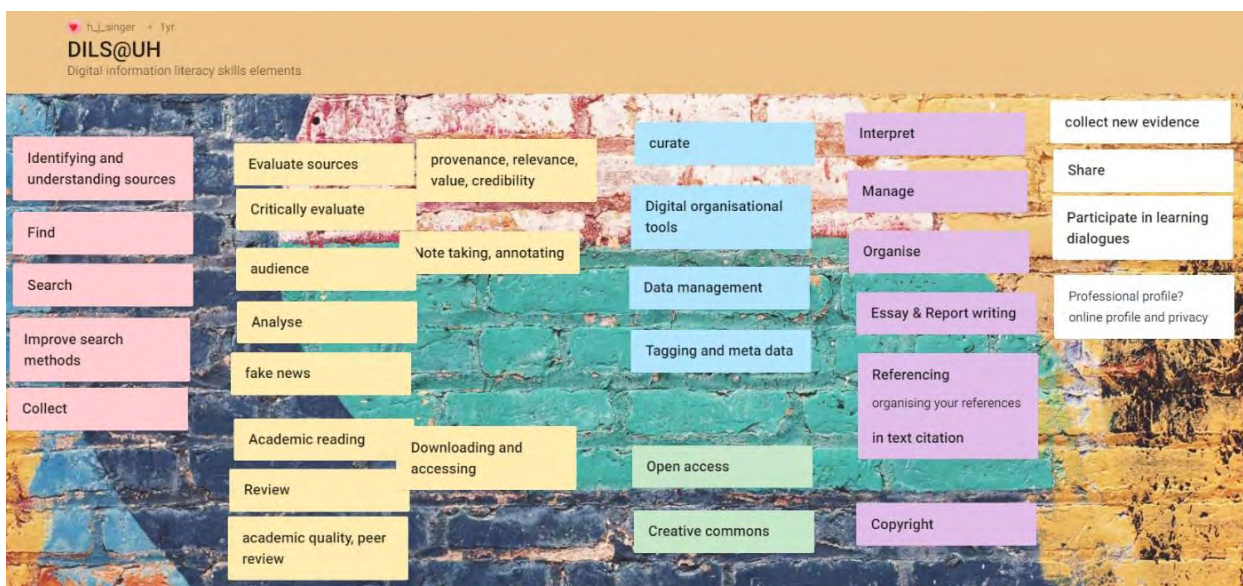 h_j_singer + 1yr
DILS@UH
Digital information literacy skills elements
Identifying and
understanding sources
Find
Search
Improve search
methods
Collect
Evaluate sources
Critically evaluate
audience
Analyse
fake news
Academic reading
Review
academic quality, peer
review
provenance, relevance,
value, credibility
Note taking, annotating
Downloading and
accessing
curate
Digital organisational
tools
Data management
Tagging and meta data
Open access
Creative commons
Interpret
Manage
Organise
Essay & Report writing
Referencing
organising your references
in text citation
Copyright
collect new evidence
Share
Participate in learning
dialogues
Professional profile?
online profile and privacy